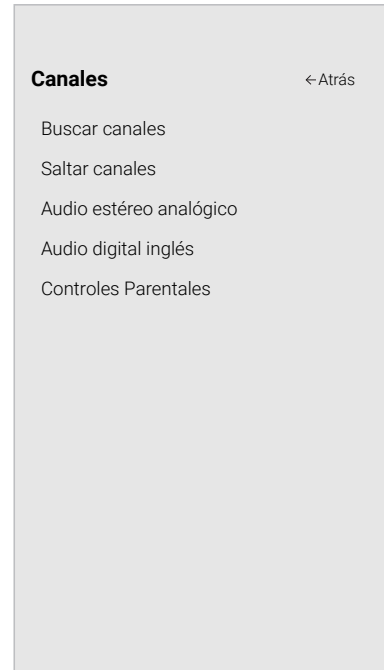 Canales ←Atrás
Buscar canales
Saltar canales
Audio estéreo analógico
Audio digital inglés
Controles Parentales